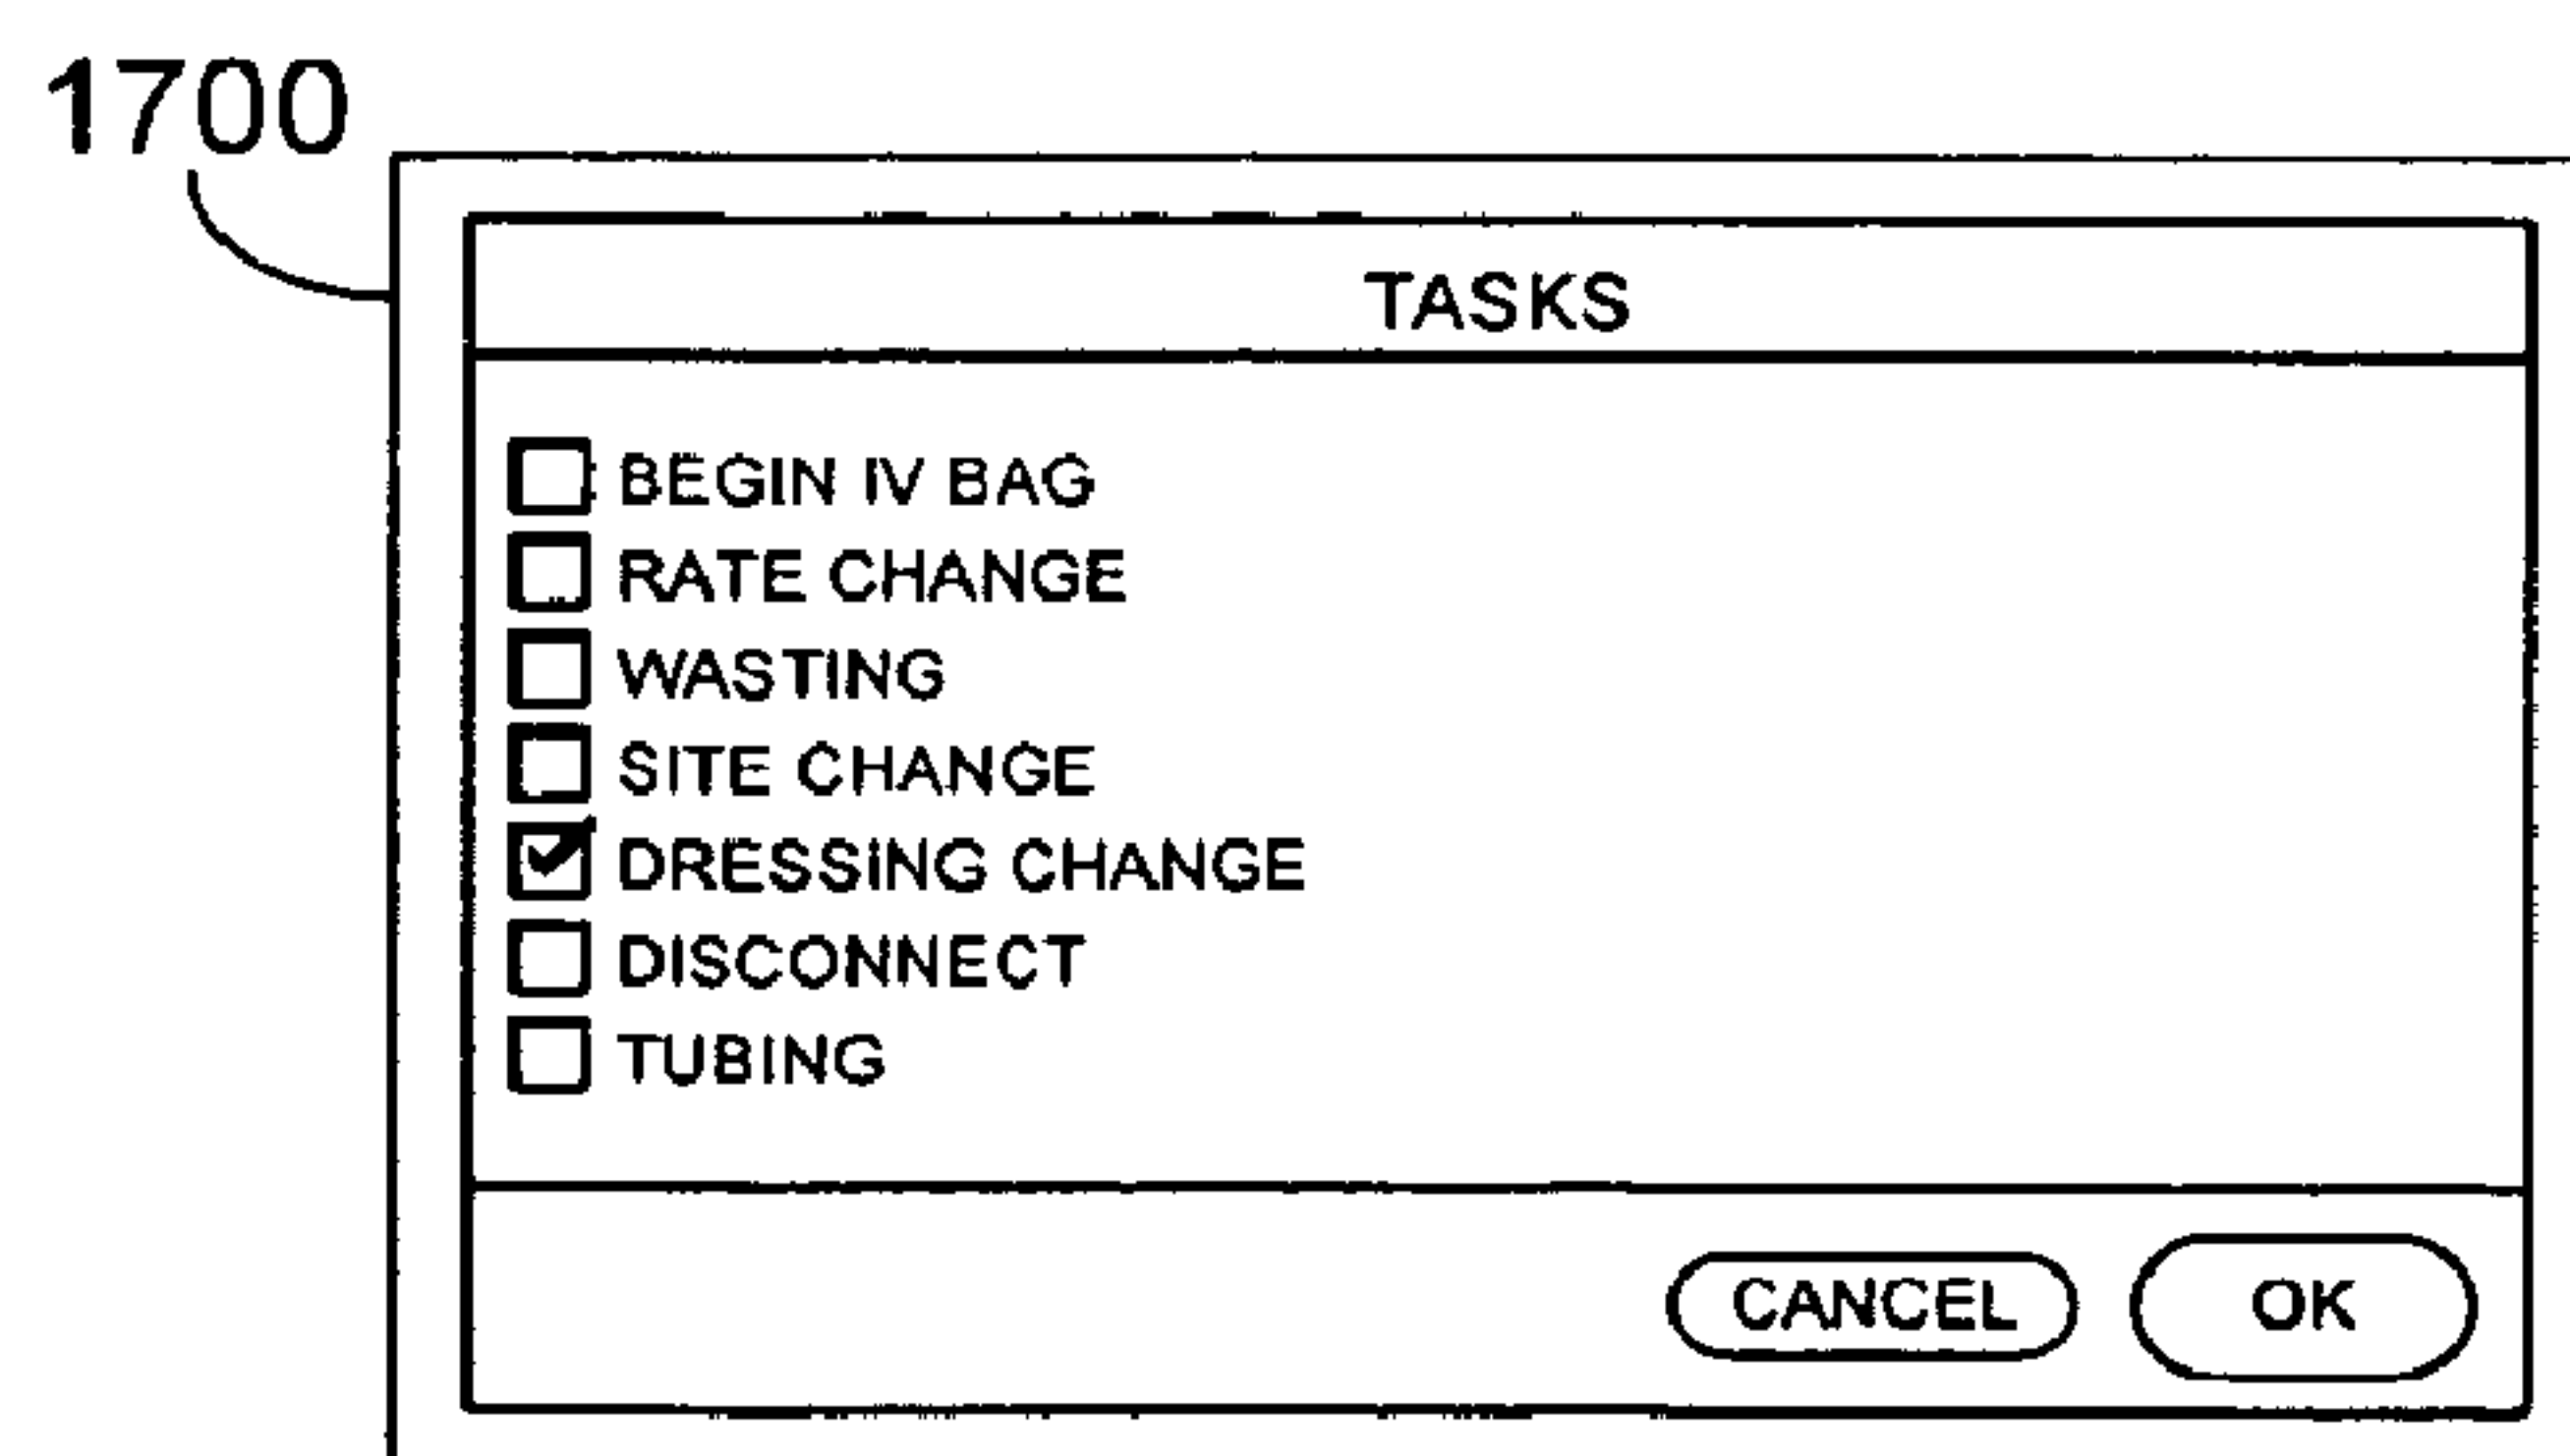 1700
TASKS
BEGIN IV BAG
RATE CHANGE
WASTING
SITE CHANGE
DRESSING CHANGE
DISCONNECT
TUBING
CANCEL OK